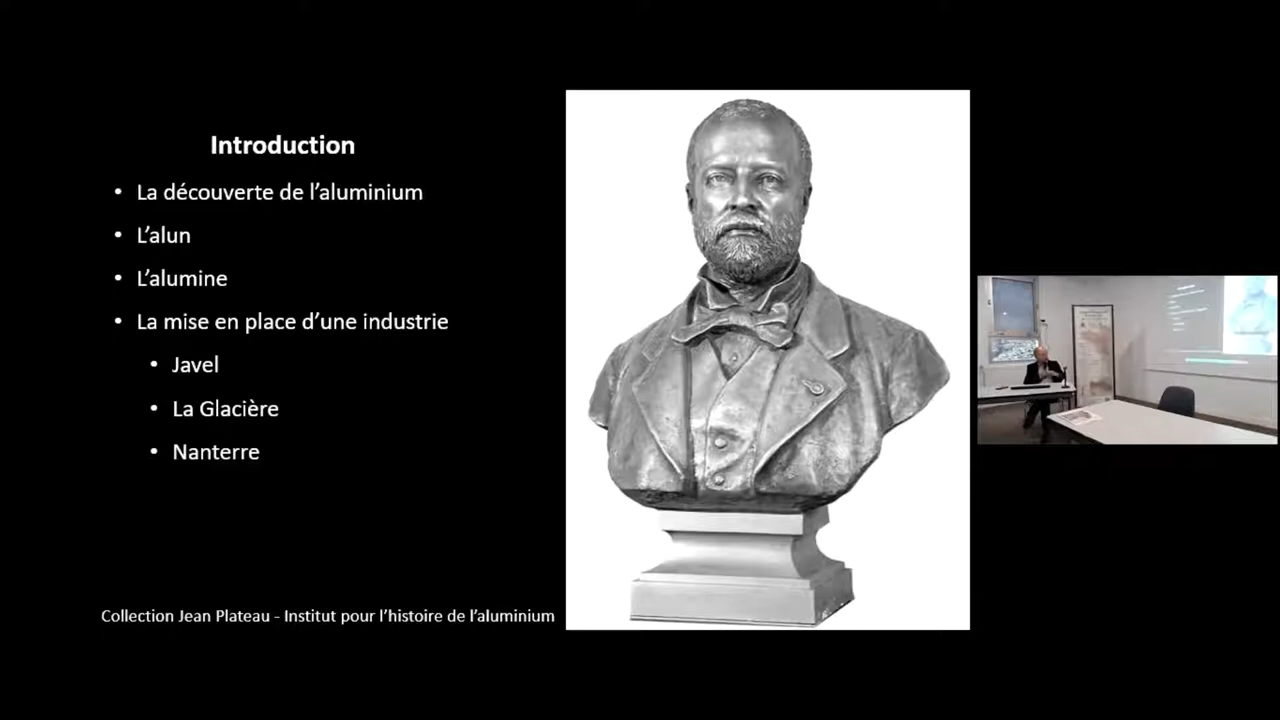 Introduction
• La découverte de l’aluminium
• L’alun
• L’alumine
• La mise en place d’une industrie
• Javel
• La Glacière
• Nanterre
Collection Jean Plateau - Institut pour l’histoire de l’aluminium